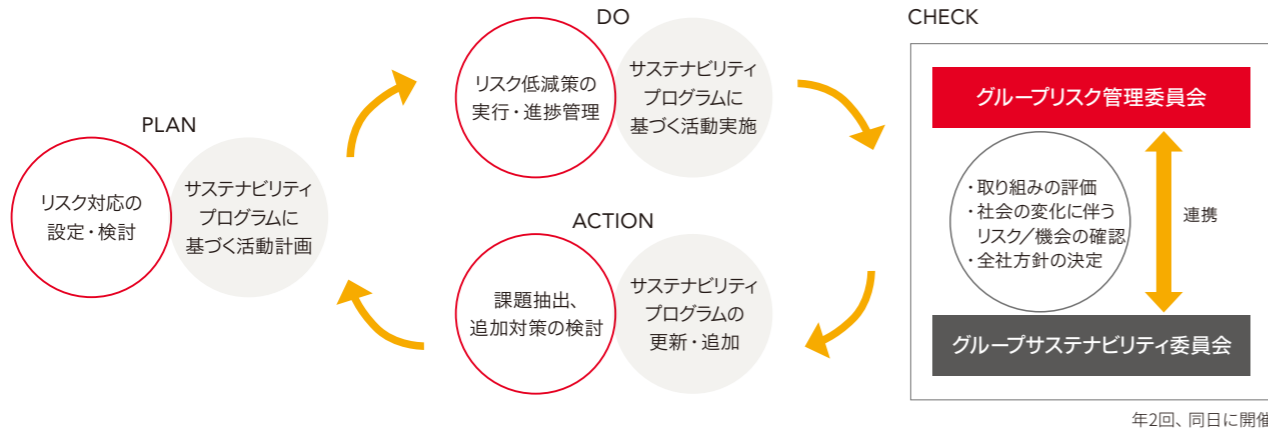 PLAN
リスク対応の
設定・検討
サステナビリティ
プログラムに
基づく活動計画
DO
リスク低減策の
実行・進捗管理
サステナビリティ
プログラムに
基づく活動実施
CHECK
グループリスク管理委員会
・取り組みの評価
・社会の変化に伴う
リスク／機会の確認
・全社方針の決定
連携
グループサステナビリティ委員会
年2回、同日に開催
ACTION
課題抽出、
追加対策の検討
サステナビリティ
プログラムの
更新・追加